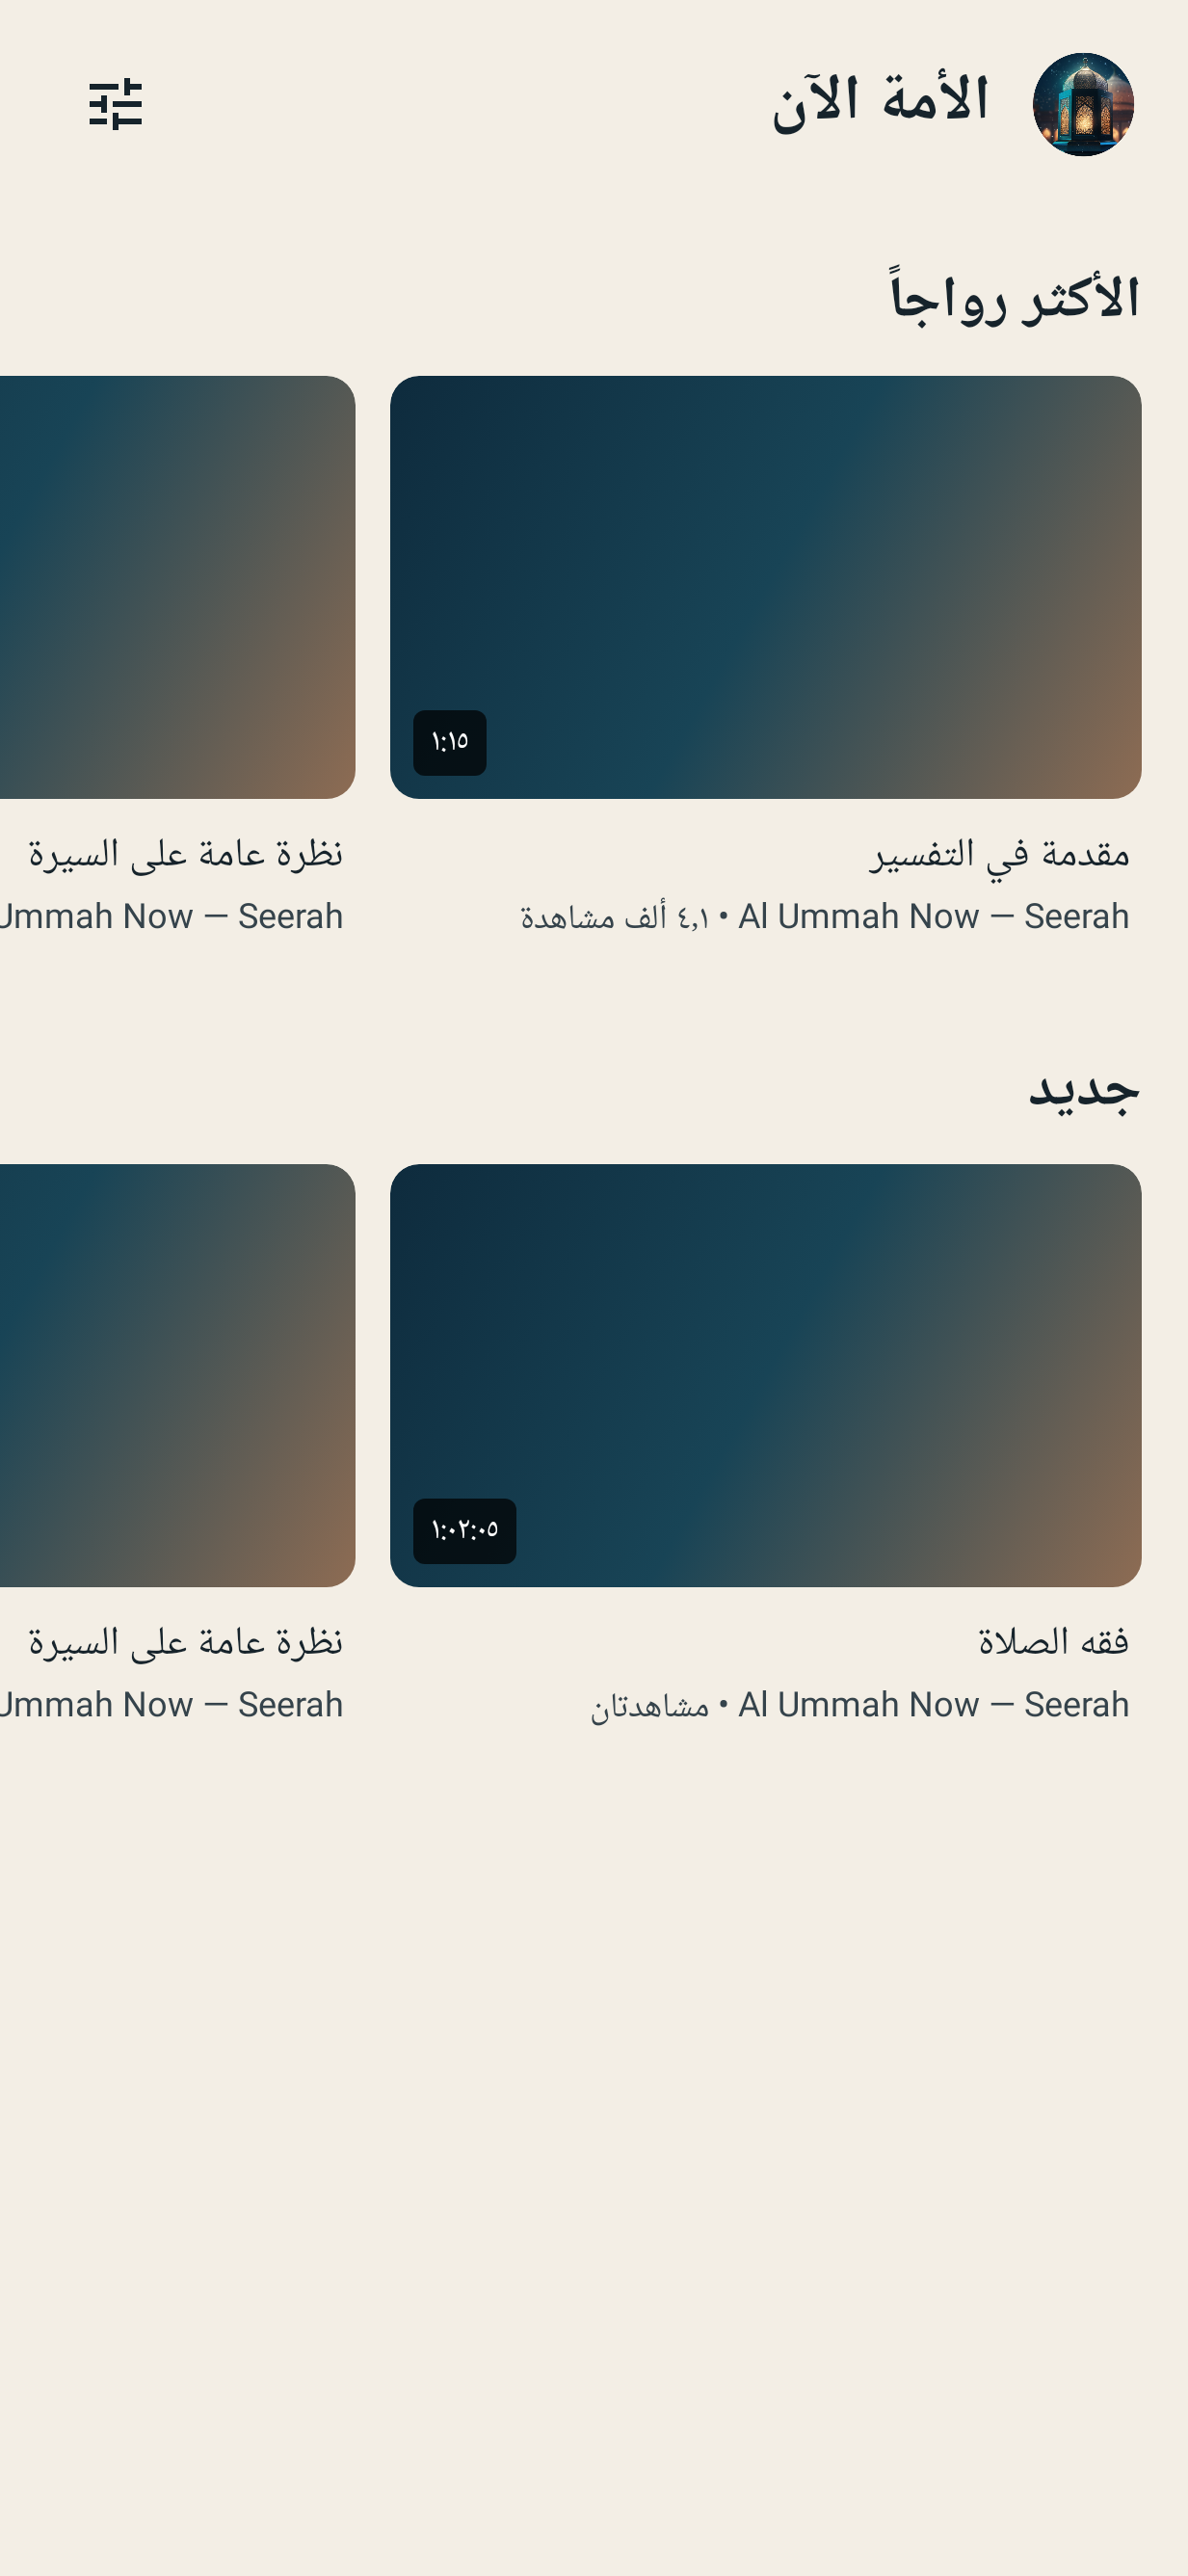 الأمة الآن
الأكثر رواجاً
١:١٥
مقدمة في التفسير
Al Ummah Now — Seerah • ٤,١ ألف مشاهدة
نظرة عامة على السيرة
Ummah Now — Seerah
جديد
١:٠٢:٠٥
فقه الصلاة
Al Ummah Now — Seerah • مشاهدتان
نظرة عامة على السيرة
Ummah Now — Seerah